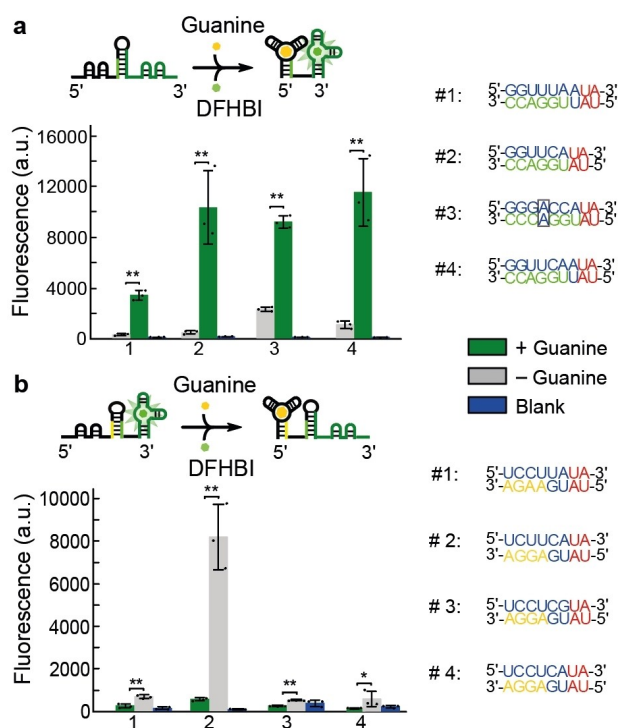 a
Guanine
5'
3'
5'
3'
DFHBI
Fluorescence (a.u.)
16000
12000
8000
4000
0
**
**
**
**
1
2
3
4
#1:
5'-GGUUUAAUA-3'
3'-CCAGGUUAU-5'
#2:
5'-GGUUCAUA-3'
3'-CCAGGUAU-5'
#3:
5'-GGGACCAUA-3'
3'-CCCAGGUAU-5'
#4:
5'-GGUUCAAUA-3'
3'-CCAGGUUAU-5'
+ Guanine
– Guanine
Blank
b
Guanine
5'
3'
5'
3'
DFHBI
Fluorescence (a.u.)
10000
8000
6000
4000
2000
0
**
**
**
*
1
2
3
4
#1:
5'-UCCUUAUA-3'
3'-AGAAGUAU-5'
# 2:
5'-UCUUCAUA-3'
3'-AGGAGUAU-5'
# 3:
5'-UCCUCGUA-3'
3'-AGGAGUAU-5'
# 4:
5'-UCCUCAUA-3'
3'-AGGAGUAU-5'